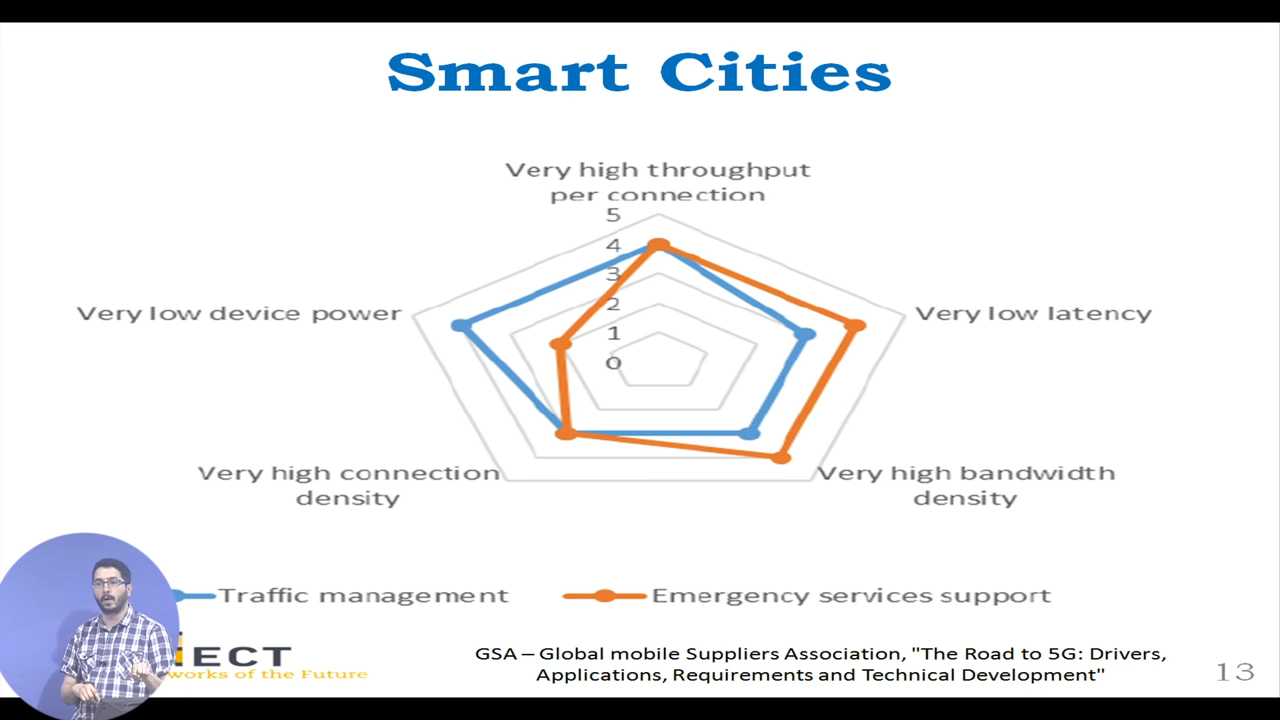 Smart Cities
Very high throughput
per connection
5
4
3
2
1
0
Very low device power
Very low latency
Very high connection
density
Very high bandwidth
density
Traffic management
Emergency services support
ECT
works of the Future
GSA – Global mobile Suppliers Association, "The Road to 5G: Drivers,
Applications, Requirements and Technical Development"
13